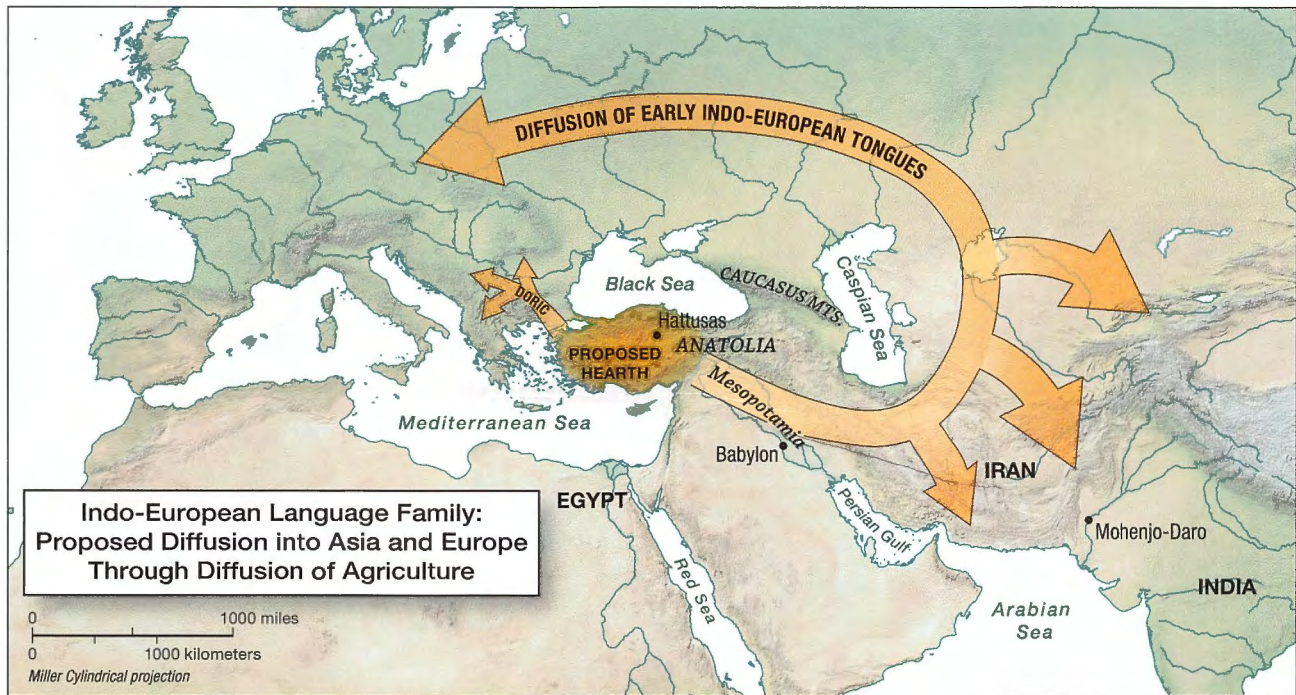 DIFFUSION OF EARLY INDO-EUROPEAN TONGUES
Black Sea
CAUCASUS MTS.
Caspian Sea
DORIC
Hattusas
ANATOLIA
PROPOSED
HEARTH
Mesopotamia
Mediterranean Sea
Babylon
IRAN
EGYPT
Persian Gulf
Mohenjo-Daro
Red Sea
INDIA
Arabian
Sea
Indo-European Language Family:
Proposed Diffusion into Asia and Europe
Through Diffusion of Agriculture
0 1000 miles
0 1000 kilometers
Miller Cylindrical projection